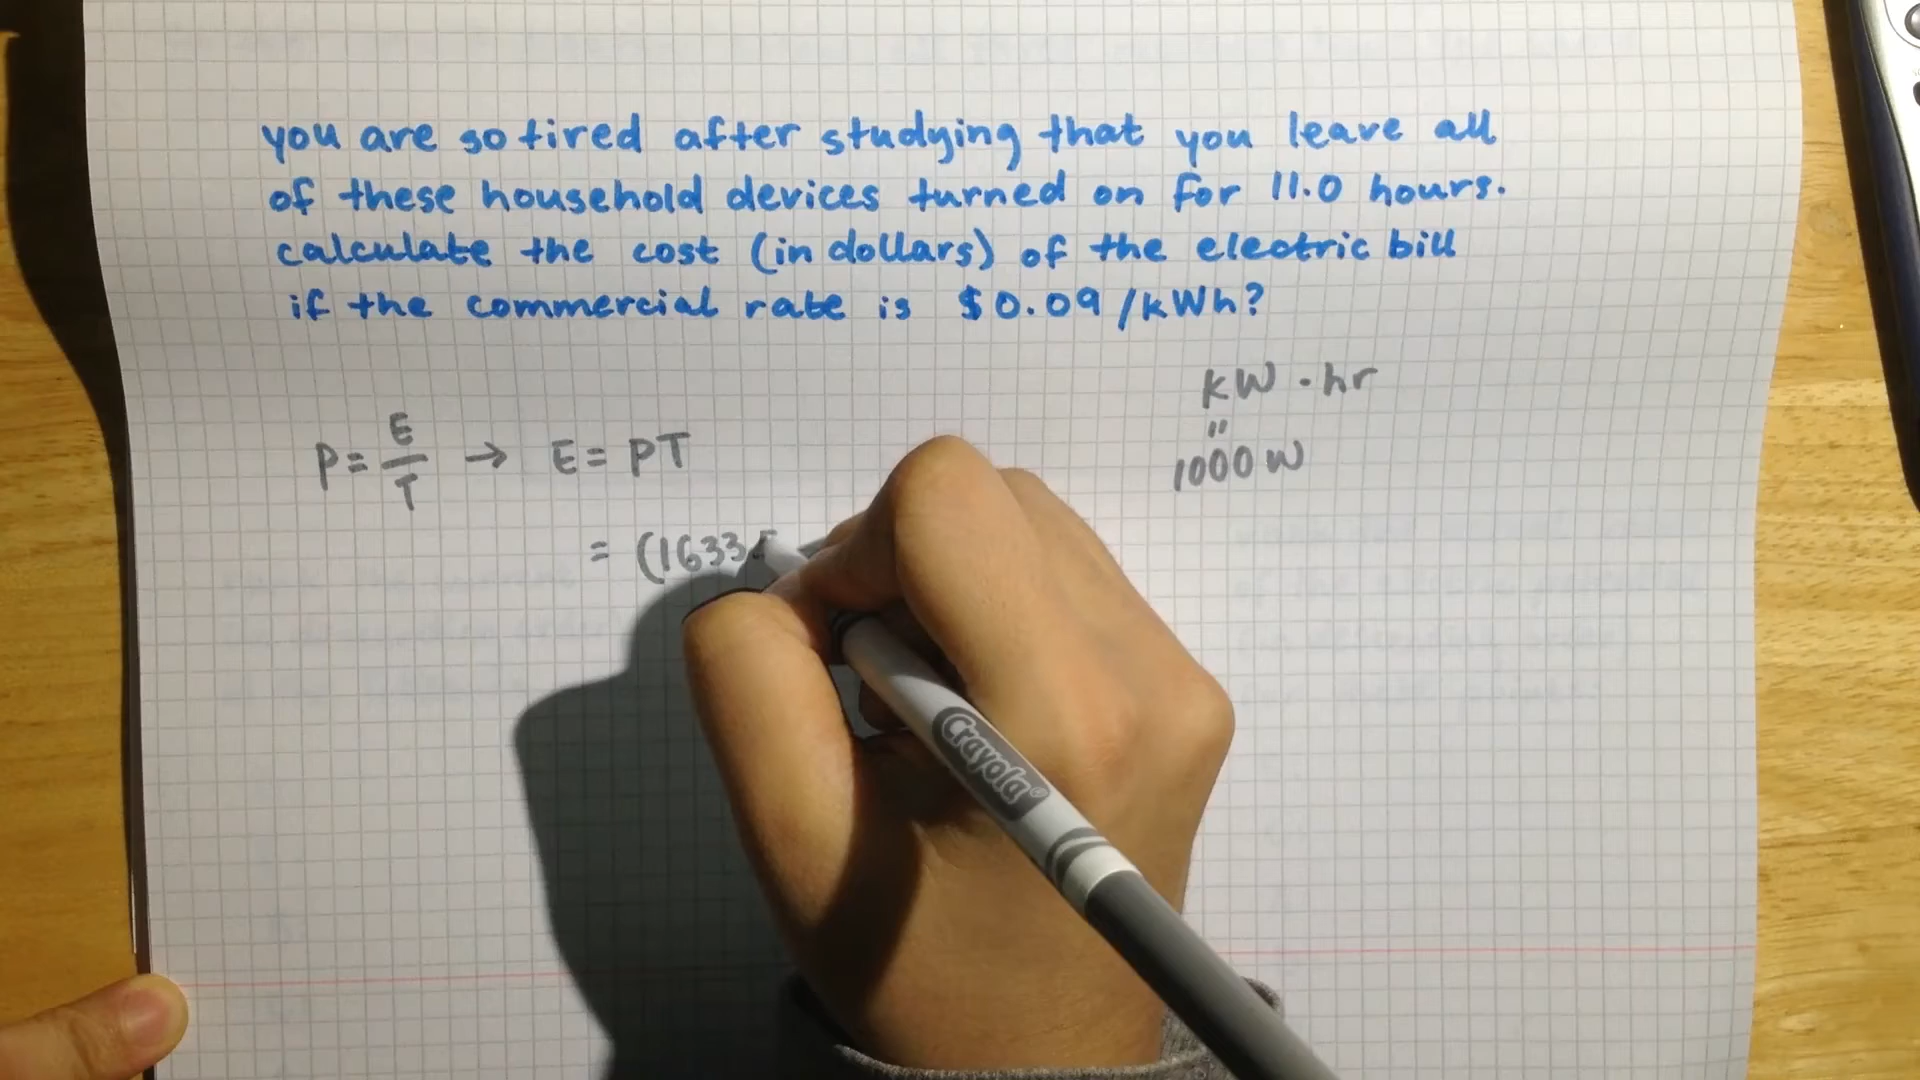 you are so tired after studying that you leave all
of these household devices turned on for 11.0 hours.
calculate the cost (in dollars) of the electric bill
if the commercial rate is $0.09/kWh?
kW · hr
"
1000 W
P = E/T → E = PT
= (1633
Crayola